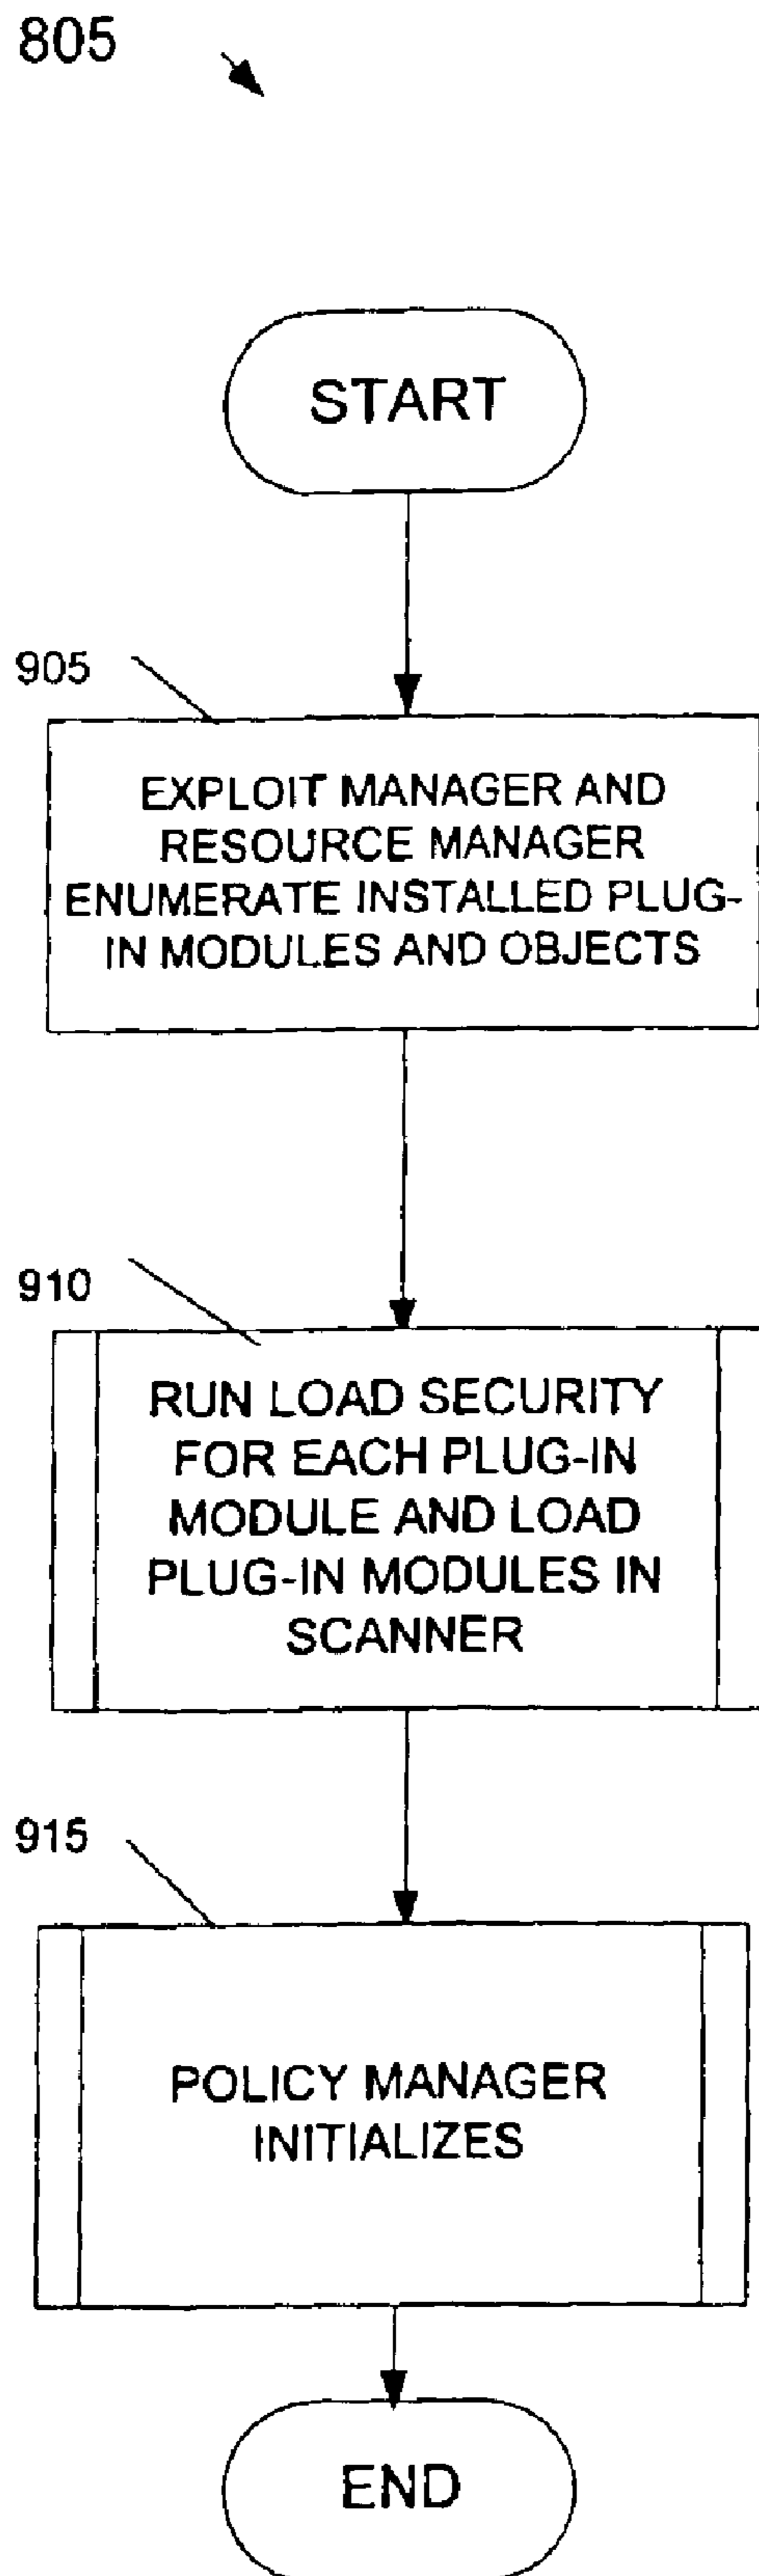 805
START
905
EXPLOIT MANAGER AND
RESOURCE MANAGER
ENUMERATE INSTALLED PLUG-
IN MODULES AND OBJECTS
910
RUN LOAD SECURITY
FOR EACH PLUG-IN
MODULE AND LOAD
PLUG-IN MODULES IN
SCANNER
915
POLICY MANAGER
INITIALIZES
END